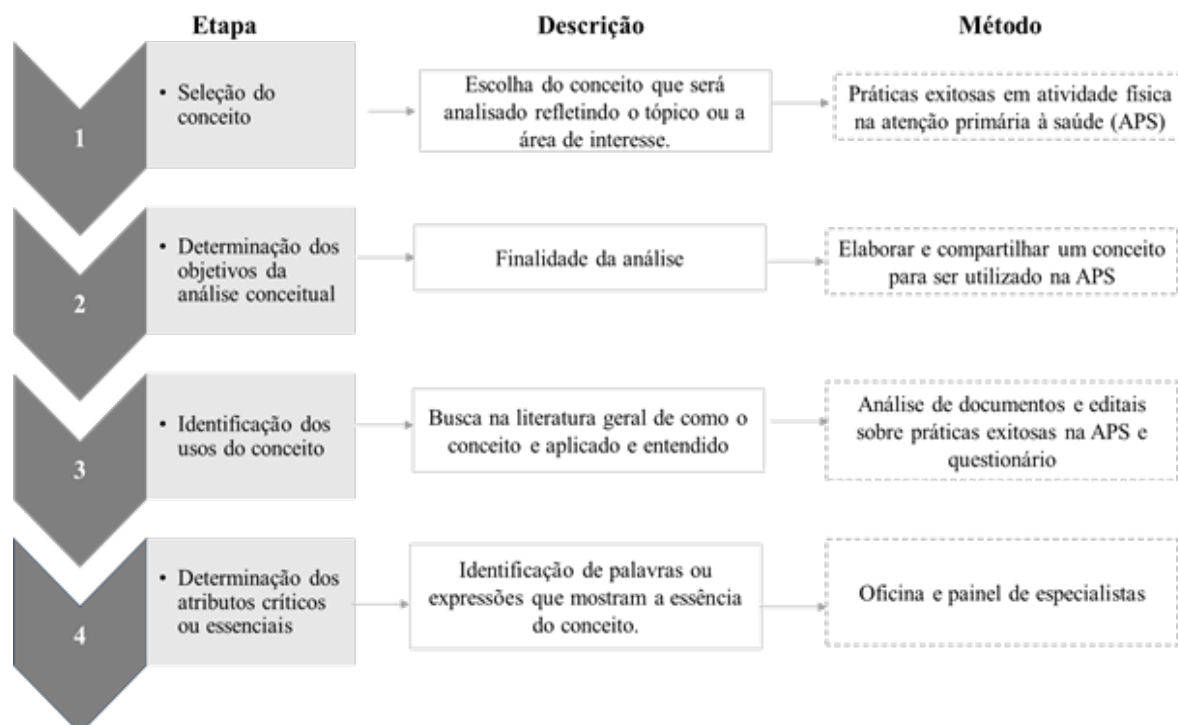 Etapa
Descrição
Método
1
• Seleção do
conceito
Escolha do conceito que será
analisado refletindo o tópico ou a
área de interesse.
Práticas exitosas em atividade física
na atenção primária à saúde (APS)
2
• Determinação dos
objetivos da
análise conceitual
Finalidade da análise
Elaborar e compartilhar um conceito
para ser utilizado na APS
3
• Identificação dos
usos do conceito
Busca na literatura geral de como o
conceito e aplicado e entendido
Análise de documentos e editais
sobre práticas exitosas na APS e
questionário
4
• Determinação dos
atributos críticos
ou essenciais
Identificação de palavras ou
expressões que mostram a essência
do conceito.
Oficina e painel de especialistas